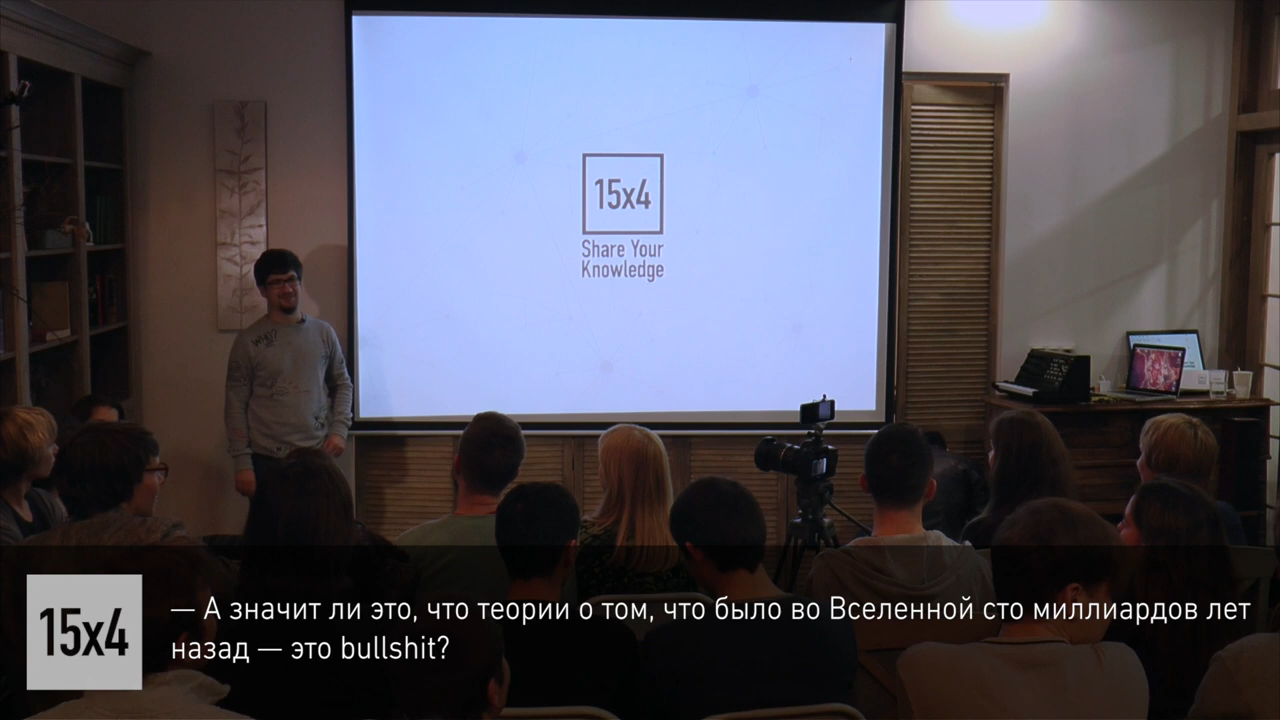 15x4
Share Your
Knowledge
why?
15x4
— А значит ли это, что теории о том, что было во Вселенной сто миллиардов лет
назад — это bullshit?